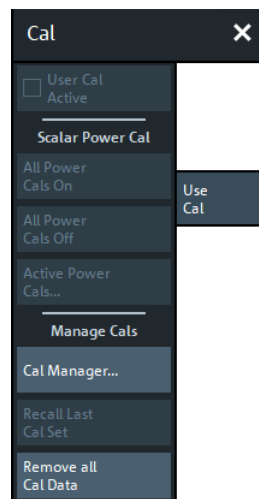 Cal
User Cal
Active
Scalar Power Cal
All Power
Cals On
Use
Cal
All Power
Cals Off
Active Power
Cals...
Manage Cals
Cal Manager...
Recall Last
Cal Set
Remove all
Cal Data